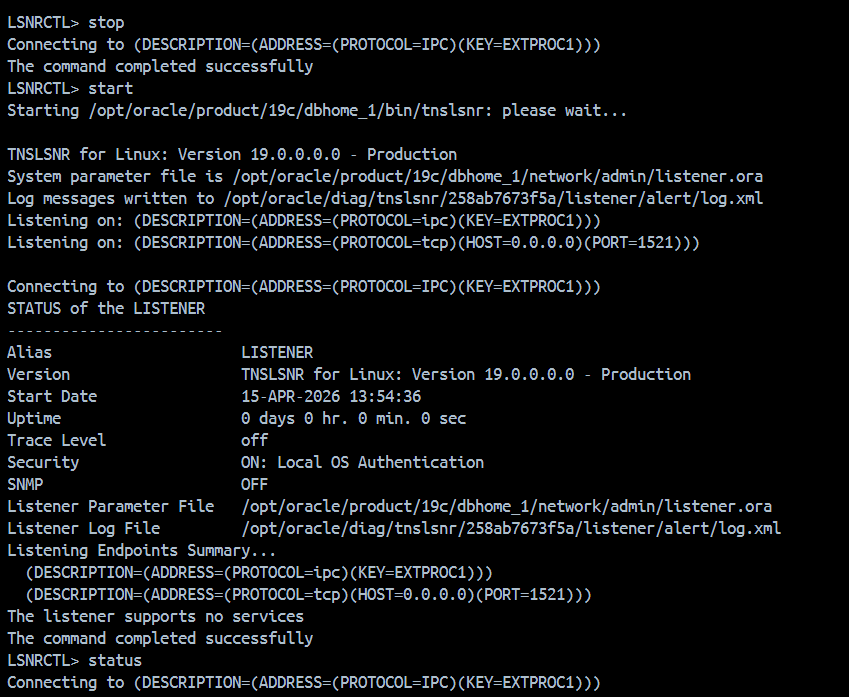 LSNRCTL> stop
Connecting to (DESCRIPTION=(ADDRESS=(PROTOCOL=IPC)(KEY=EXTPROC1)))
The command completed successfully
LSNRCTL> start
Starting /opt/oracle/product/19c/dbhome_1/bin/tnslsnr: please wait...

TNSLSNR for Linux: Version 19.0.0.0.0 - Production
System parameter file is /opt/oracle/product/19c/dbhome_1/network/admin/listener.ora
Log messages written to /opt/oracle/diag/tnslsnr/258ab7673f5a/listener/alert/log.xml
Listening on: (DESCRIPTION=(ADDRESS=(PROTOCOL=ipc)(KEY=EXTPROC1)))
Listening on: (DESCRIPTION=(ADDRESS=(PROTOCOL=tcp)(HOST=0.0.0.0)(PORT=1521)))

Connecting to (DESCRIPTION=(ADDRESS=(PROTOCOL=IPC)(KEY=EXTPROC1)))
STATUS of the LISTENER
------------------------
Alias                     LISTENER
Version                   TNSLSNR for Linux: Version 19.0.0.0.0 - Production
Start Date                15-APR-2026 13:54:36
Uptime                    0 days 0 hr. 0 min. 0 sec
Trace Level               off
Security                  ON: Local OS Authentication
SNMP                      OFF
Listener Parameter File   /opt/oracle/product/19c/dbhome_1/network/admin/listener.ora
Listener Log File         /opt/oracle/diag/tnslsnr/258ab7673f5a/listener/alert/log.xml
Listening Endpoints Summary...
  (DESCRIPTION=(ADDRESS=(PROTOCOL=ipc)(KEY=EXTPROC1)))
  (DESCRIPTION=(ADDRESS=(PROTOCOL=tcp)(HOST=0.0.0.0)(PORT=1521)))
The listener supports no services
The command completed successfully
LSNRCTL> status
Connecting to (DESCRIPTION=(ADDRESS=(PROTOCOL=IPC)(KEY=EXTPROC1)))